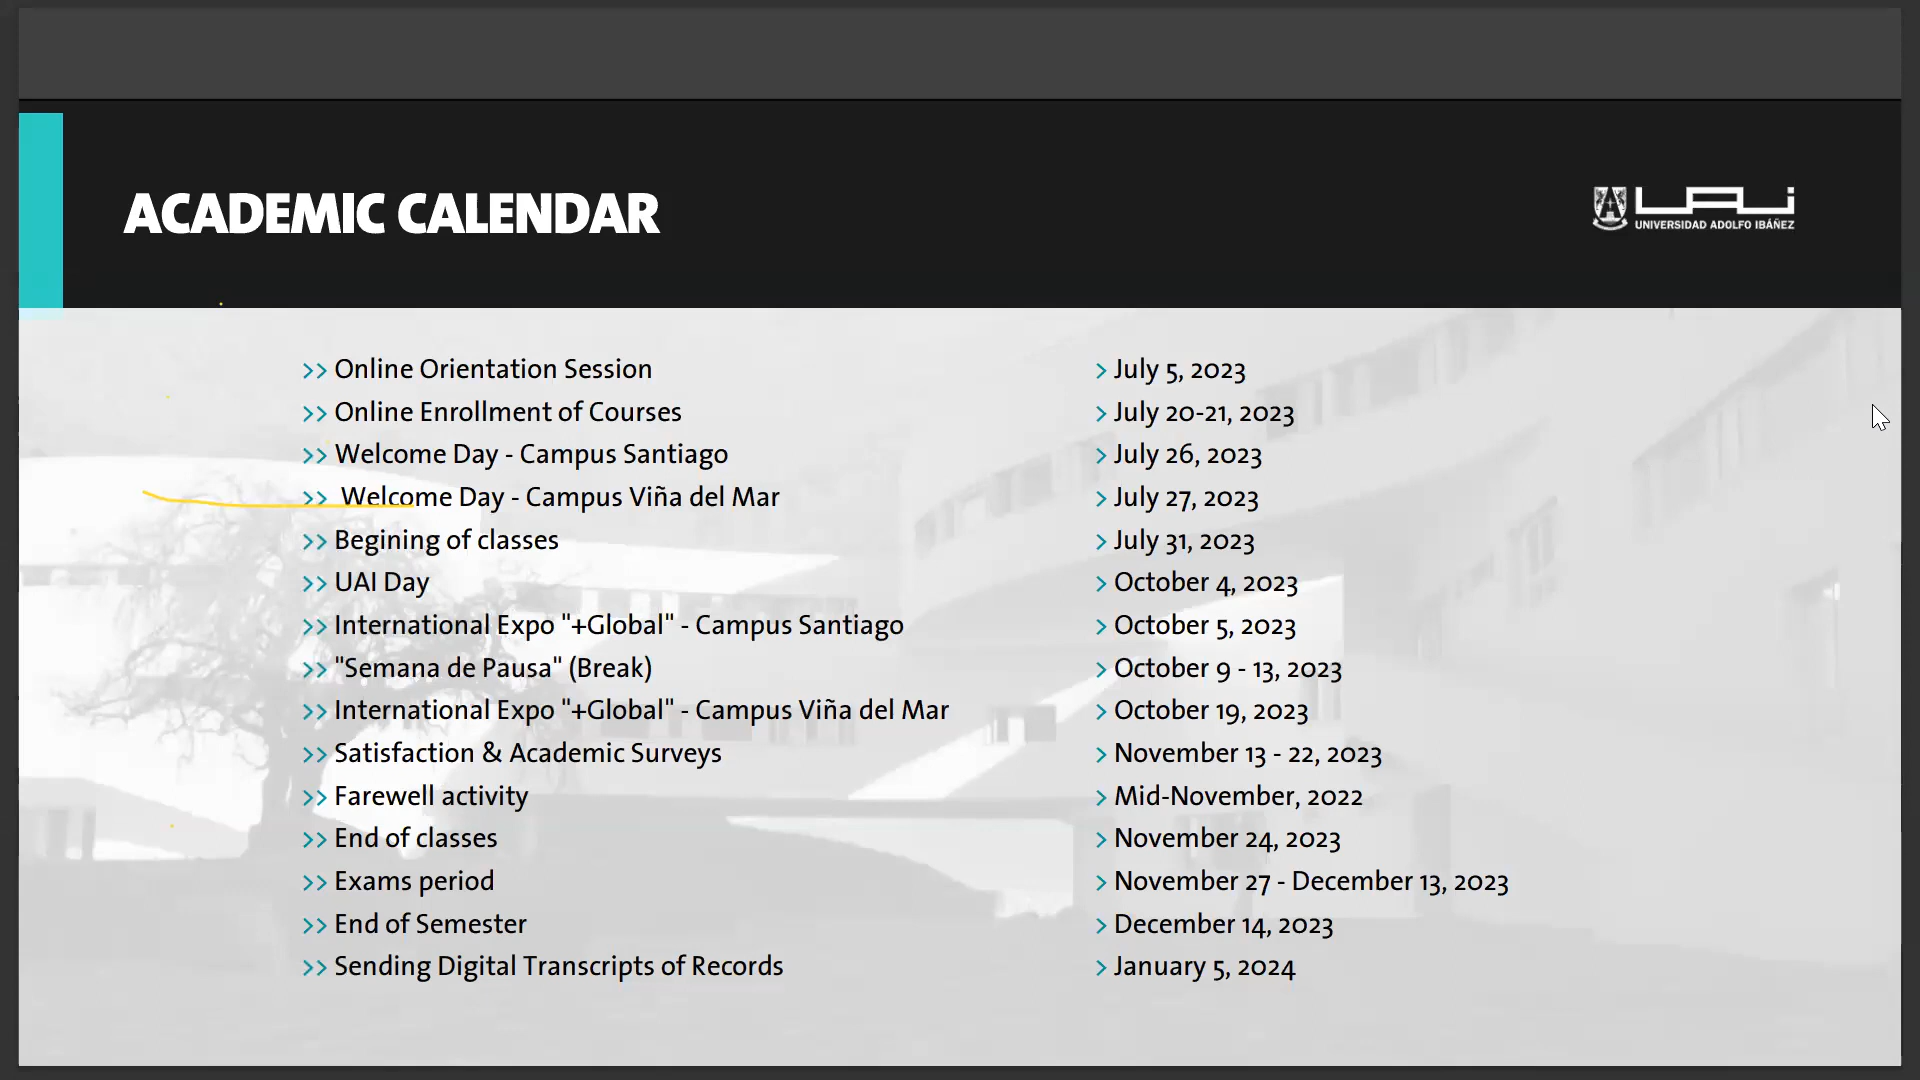 ACADEMIC CALENDAR
UAI
UNIVERSIDAD ADOLFO IBÁÑEZ
>> Online Orientation Session > July 5, 2023
>> Online Enrollment of Courses > July 20-21, 2023
>> Welcome Day - Campus Santiago > July 26, 2023
>> Welcome Day - Campus Viña del Mar > July 27, 2023
>> Begining of classes > July 31, 2023
>> UAI Day > October 4, 2023
>> International Expo "+Global" - Campus Santiago > October 5, 2023
>> "Semana de Pausa" (Break) > October 9 - 13, 2023
>> International Expo "+Global" - Campus Viña del Mar > October 19, 2023
>> Satisfaction & Academic Surveys > November 13 - 22, 2023
>> Farewell activity > Mid-November, 2022
>> End of classes > November 24, 2023
>> Exams period > November 27 - December 13, 2023
>> End of Semester > December 14, 2023
>> Sending Digital Transcripts of Records > January 5, 2024